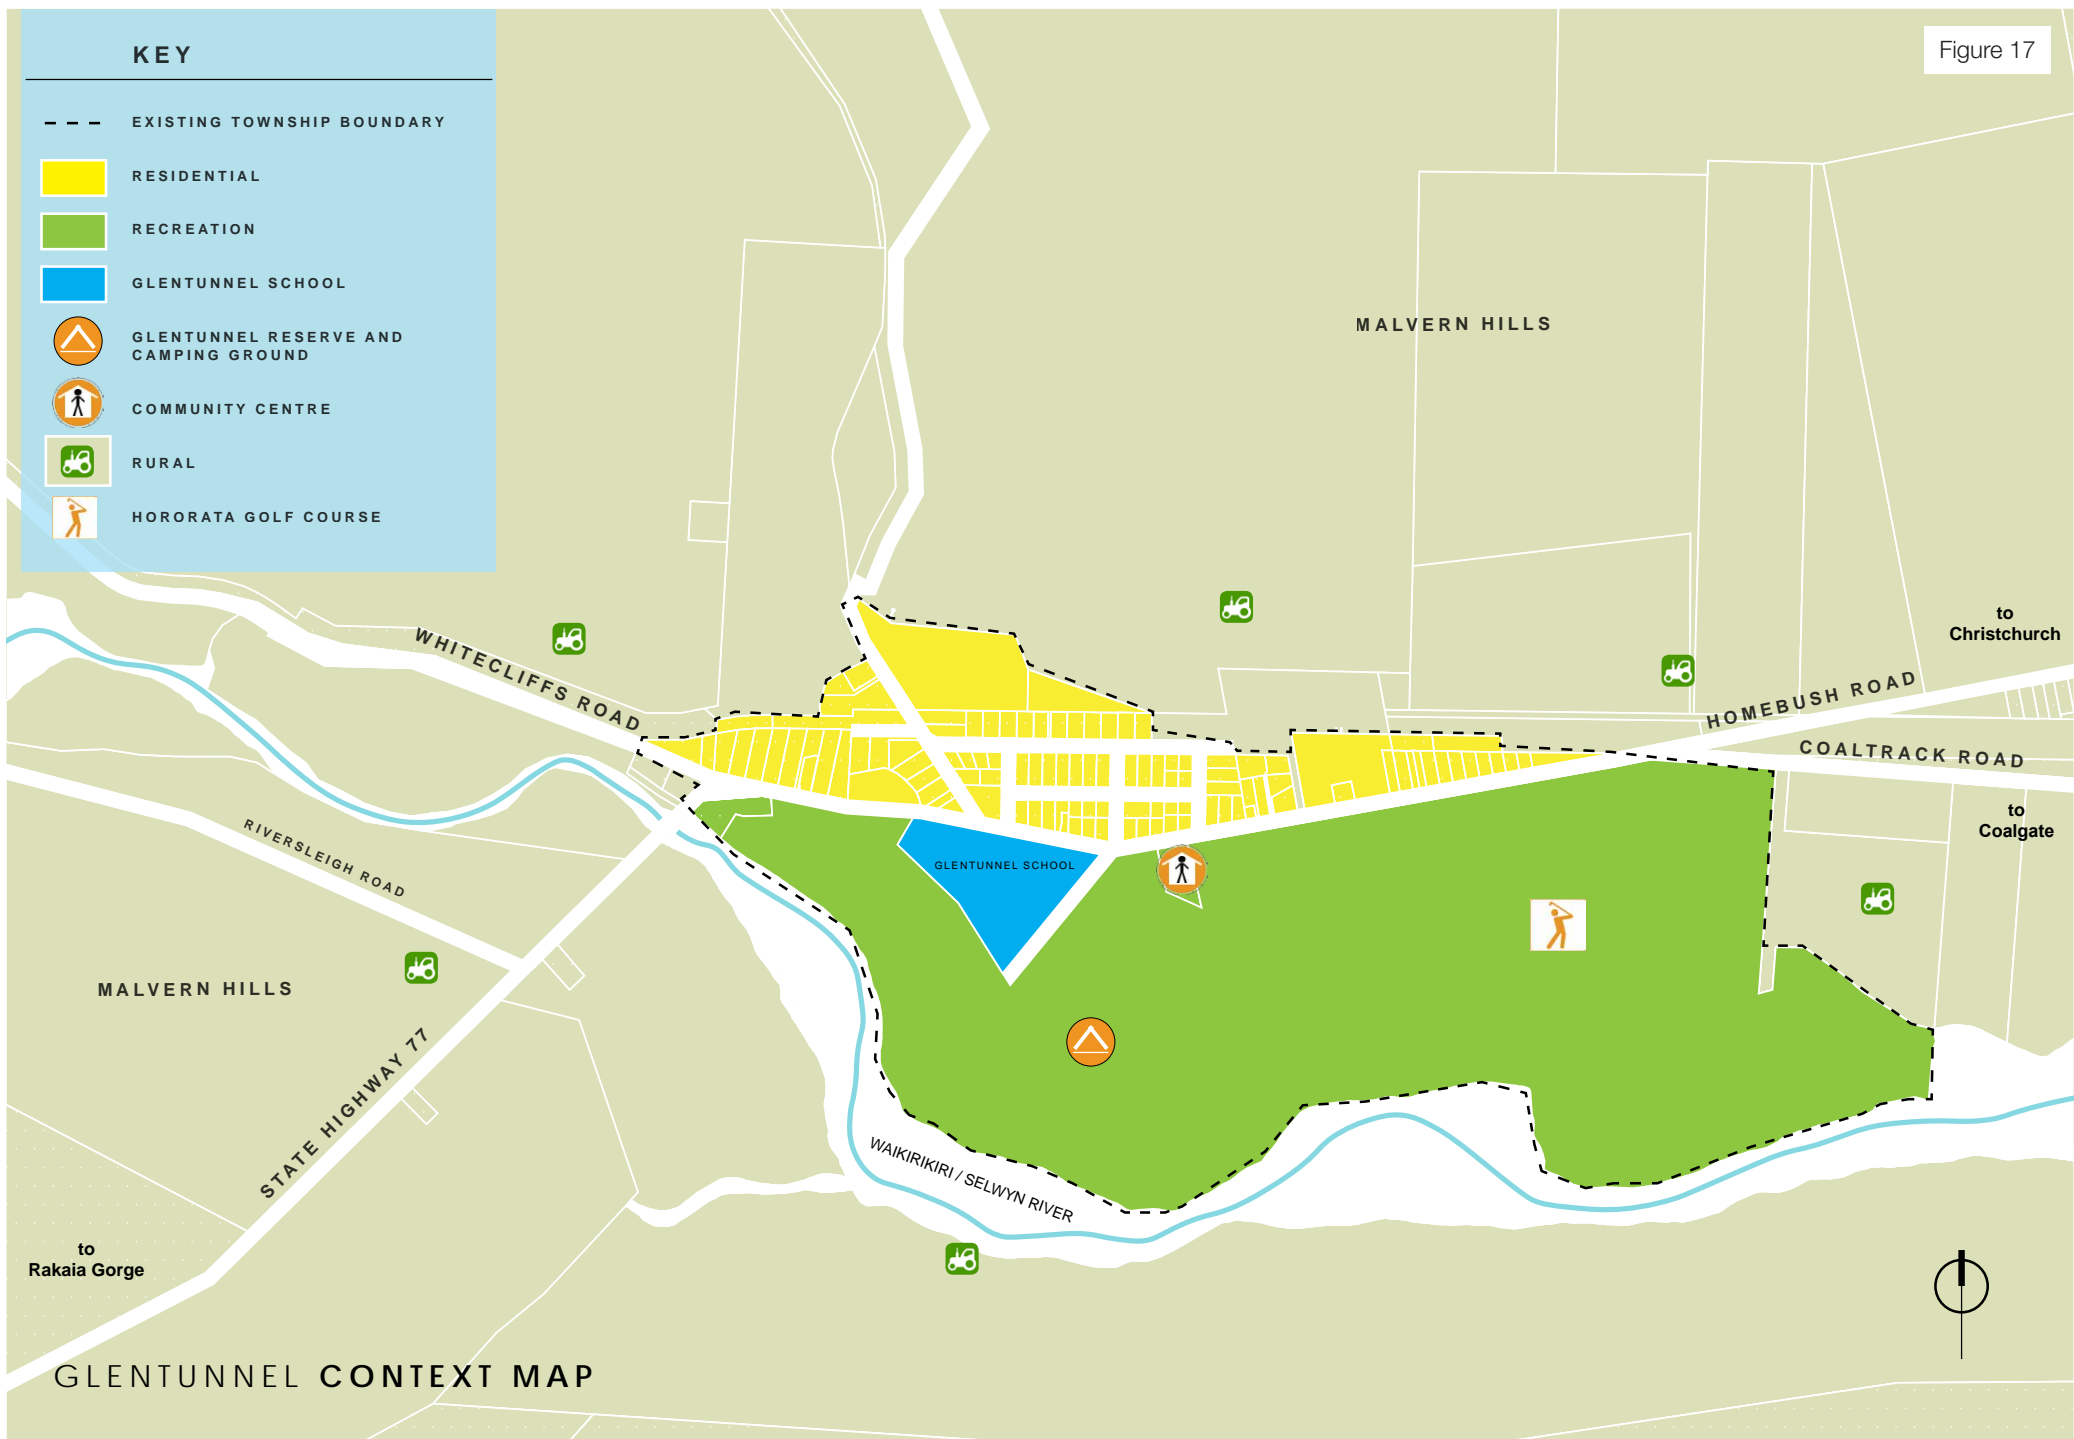 KEY
EXISTING TOWNSHIP BOUNDARY
RESIDENTIAL
RECREATION
GLENTUNNEL SCHOOL
GLENTUNNEL RESERVE AND
CAMPING GROUND
COMMUNITY CENTRE
RURAL
HORORATA GOLF COURSE
Figure 17
MALVERN HILLS
to
Christchurch
WHITECLIFFS ROAD
HOMEBUSH ROAD
COALTRACK ROAD
to
Coalgate
RIVERSLEIGH ROAD
GLENTUNNEL SCHOOL
MALVERN HILLS
STATE HIGHWAY 77
WAIKIRIKIRI / SELWYN RIVER
to
Rakaia Gorge
GLENTUNNEL CONTEXT MAP